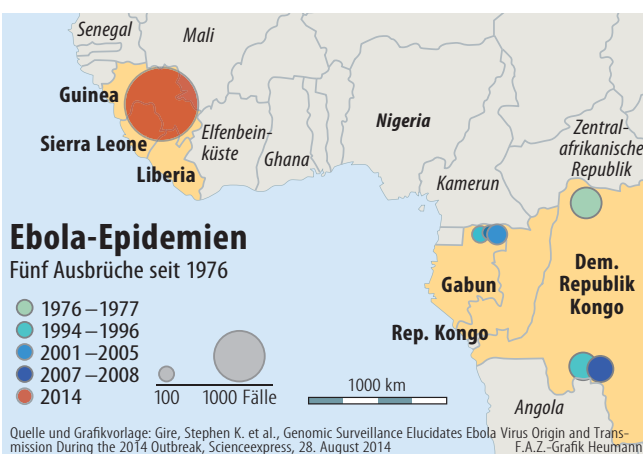 Senegal
Mali
Guinea
Sierra Leone
Liberia
Elfenbein-
küste
Ghana
Nigeria
Zentral-
afrikanische
Republik
Kamerun
Ebola-Epidemien
Fünf Ausbrüche seit 1976
Gabun
Dem.
Republik
Kongo
Rep. Kongo
1976–1977
1994–1996
2001–2005
2007–2008
2014
100
1000 Fälle
1000 km
Angola
Quelle und Grafikvorlage: Gire, Stephen K. et al., Genomic Surveillance Elucidates Ebola Virus Origin and Trans-
mission During the 2014 Outbreak, Scienceexpress, 28. August 2014
F.A.Z.-Grafik Heumann